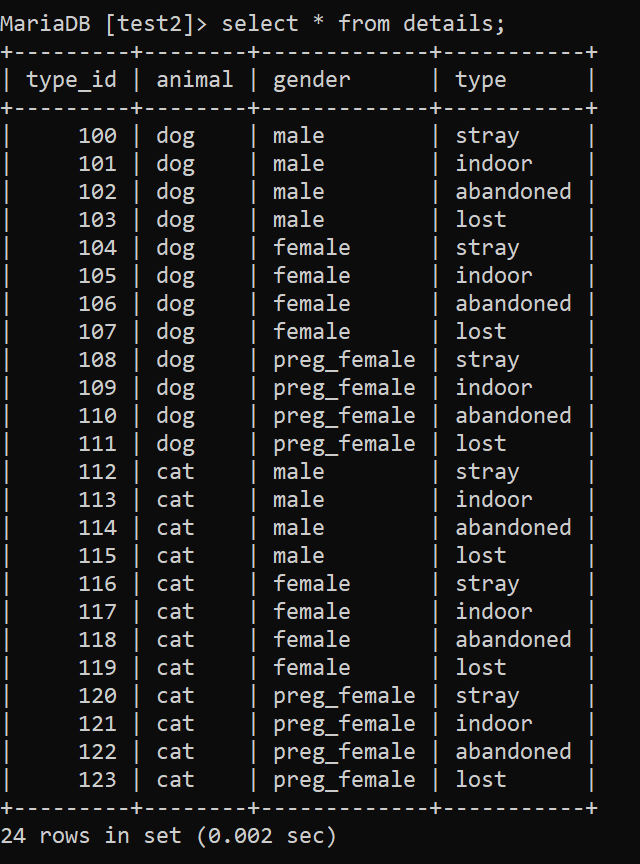 MariaDB [test2]> select * from details;
+---------+--------+-------------+-----------+
| type_id | animal | gender      | type      |
+---------+--------+-------------+-----------+
|     100 | dog    | male        | stray     |
|     101 | dog    | male        | indoor    |
|     102 | dog    | male        | abandoned |
|     103 | dog    | male        | lost      |
|     104 | dog    | female      | stray     |
|     105 | dog    | female      | indoor    |
|     106 | dog    | female      | abandoned |
|     107 | dog    | female      | lost      |
|     108 | dog    | preg_female | stray     |
|     109 | dog    | preg_female | indoor    |
|     110 | dog    | preg_female | abandoned |
|     111 | dog    | preg_female | lost      |
|     112 | cat    | male        | stray     |
|     113 | cat    | male        | indoor    |
|     114 | cat    | male        | abandoned |
|     115 | cat    | male        | lost      |
|     116 | cat    | female      | stray     |
|     117 | cat    | female      | indoor    |
|     118 | cat    | female      | abandoned |
|     119 | cat    | female      | lost      |
|     120 | cat    | preg_female | stray     |
|     121 | cat    | preg_female | indoor    |
|     122 | cat    | preg_female | abandoned |
|     123 | cat    | preg_female | lost      |
+---------+--------+-------------+-----------+
24 rows in set (0.002 sec)